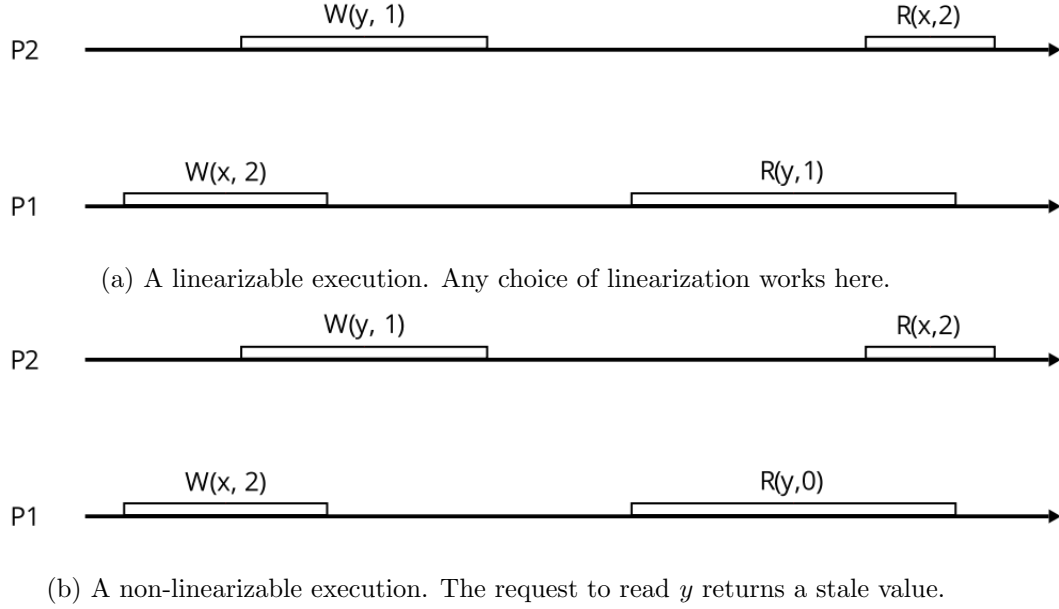 W(y, 1)
R(x,2)
P2
W(x, 2)
R(y,1)
P1
(a) A linearizable execution. Any choice of linearization works here.
W(y, 1)
R(x,2)
P2
W(x, 2)
R(y,0)
P1
(b) A non-linearizable execution. The request to read y returns a stale value.